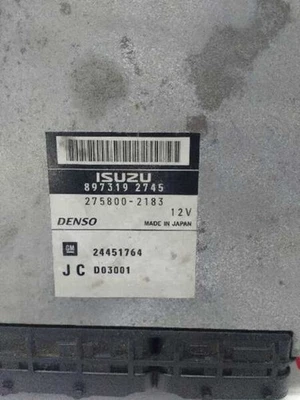 ISUZU
897319 2745
275800-2183
12V
DENSO MADE IN JAPAN
GM 24451764
JC D03001